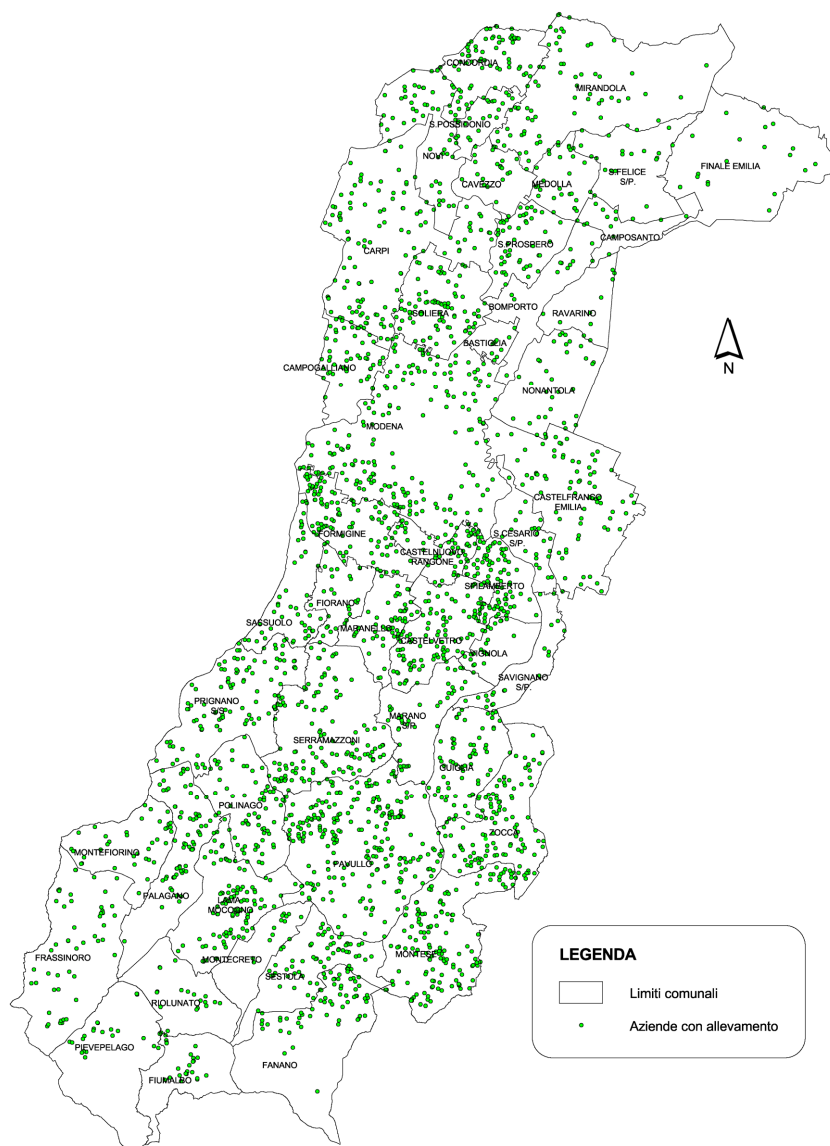 CONCORDIA
MIRANDOLA
S.POSSIDONIO
NOVI
CAVEZZO
MEDOLLA
S.FELICE
S/P.
FINALE EMILIA
S.PROSPERO
CAMPOSANTO
CARPI
SOLIERA
BOMPORTO
RAVARINO
BASTIGLIA
CAMPOGALLIANO
NONANTOLA
N
MODENA
CASTELFRANCO
EMILIA
FORMIGINE
S.CESARIO
S/P.
CASTELNUOVO
RANGONE
SPILAMBERTO
FIORANO
SASSUOLO
MARANELLO
CASTELVETRO
VIGNOLA
SAVIGNANO
S/P.
PRIGNANO
S/S
MARANO
S/P.
SERRAMAZZONI
GUIGLIA
POLINAGO
ZOCCA
MONTEFIORINO
PAVULLO
PALAGANO
LAMA
MOCOGNO
FRASSINORO
MONTECRETO
MONTESE
SESTOLA
RIOLUNATO
PIEVEPELAGO
FIUMALBO
FANANO
LEGENDA
Limiti comunali
Aziende con allevamento